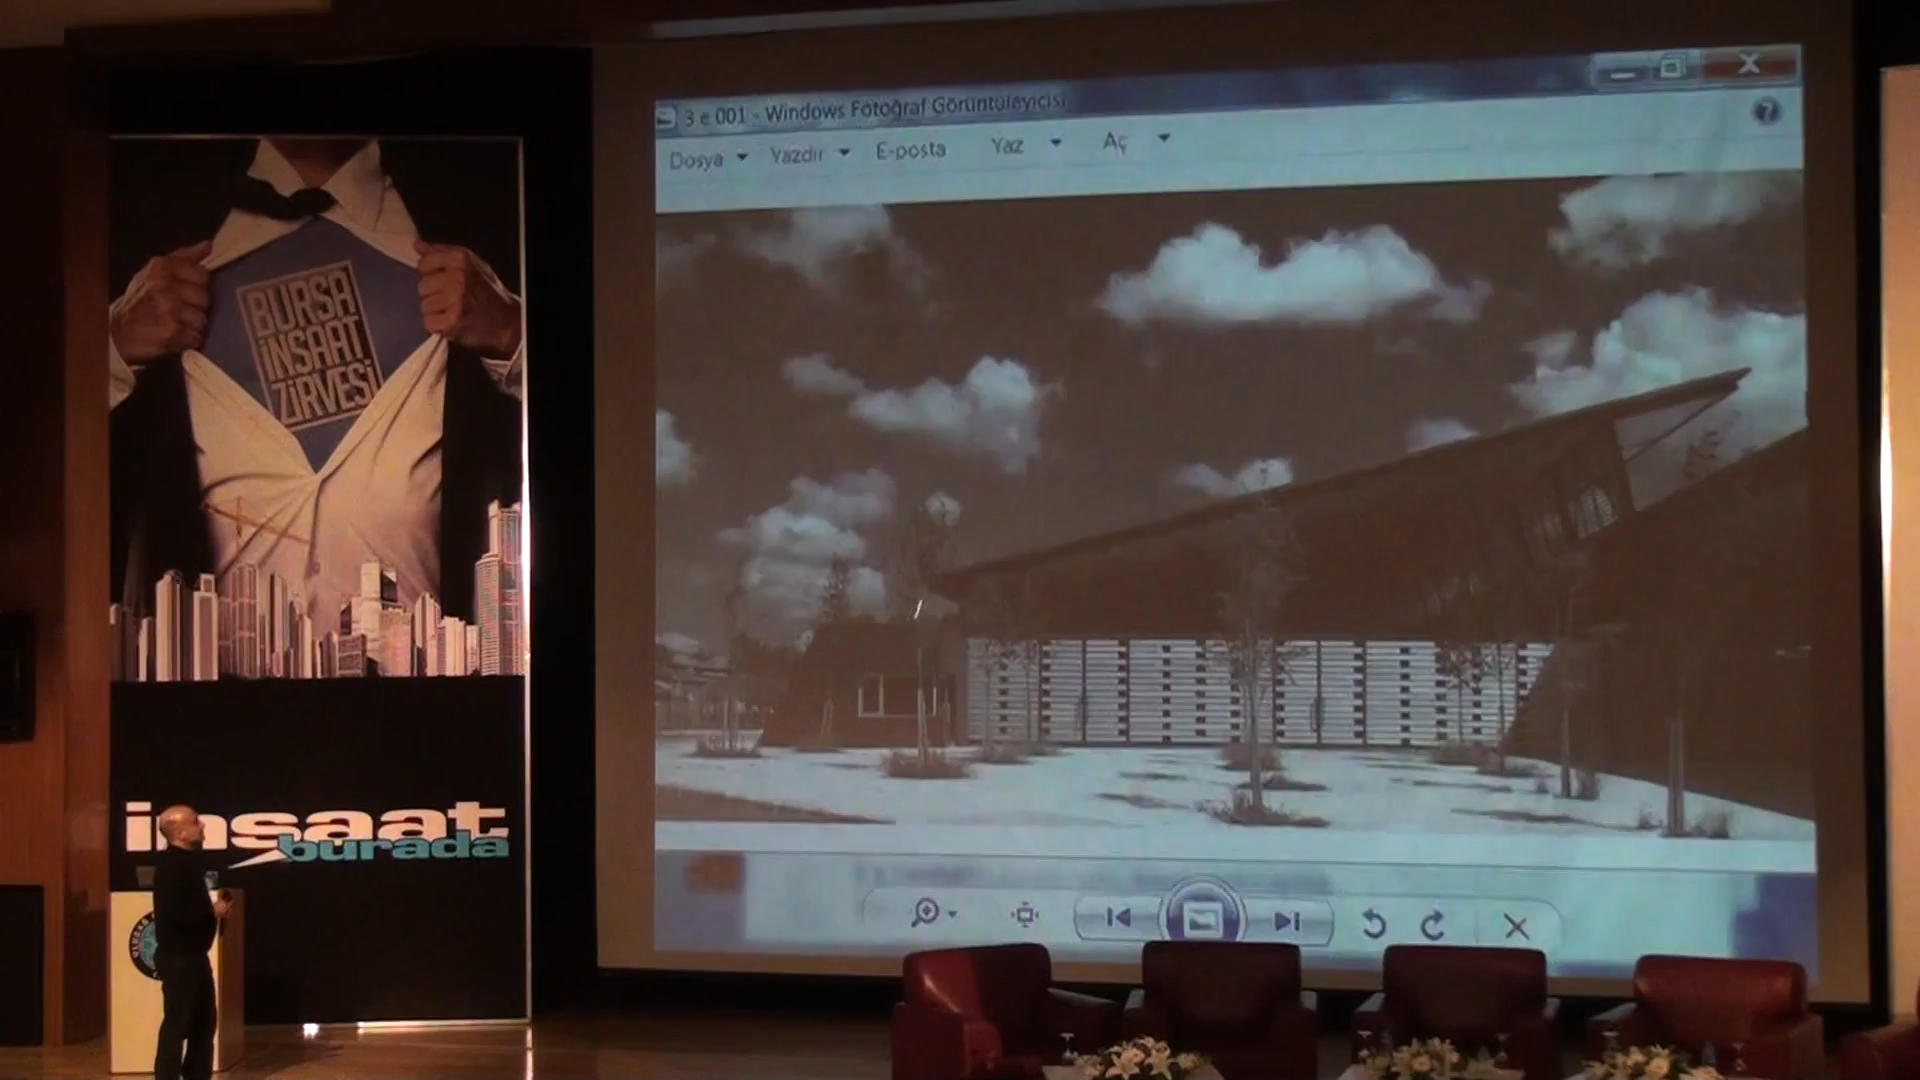 BURSA
İNŞAAT
ZİRVESİ
inşaat
burada
3 e 001 - Windows Fotoğraf Görüntüleyicisi
Dosya Yazdır E-posta Yaz Aç